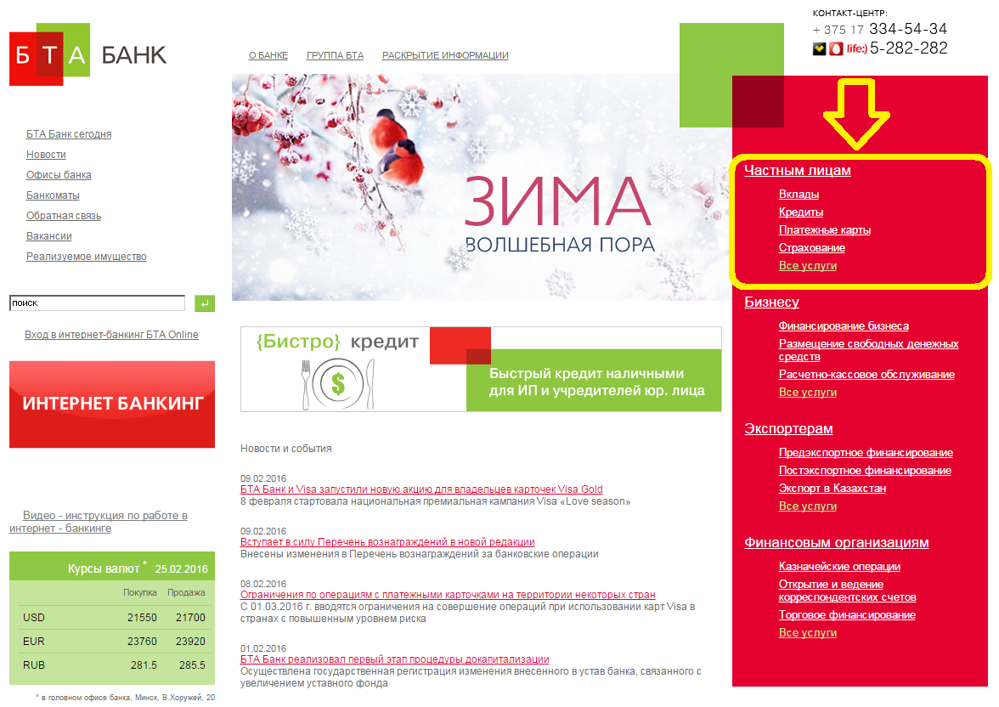 БТА БАНК
О БАНКЕ ГРУППА БТА РАСКРЫТИЕ ИНФОРМАЦИИ
КОНТАКТ-ЦЕНТР:
+ 375 17 334-54-34
life:) 5-282-282
БТА Банк сегодня
Новости
Офисы банка
Банкоматы
Обратная связь
Вакансии
Реализуемое имущество
поиск
Вход в интернет-банкинг БТА Online
ИНТЕРНЕТ БАНКИНГ
Видео - инструкция по работе в
интернет - банкинге
Курсы валют * 25.02.2016
Покупка Продажа
USD 21550 21700
EUR 23760 23920
RUB 281.5 285.5
* в головном офисе банка, Минск, В.Хоружей, 20
ЗИМА
ВОЛШЕБНАЯ ПОРА
{Бистро} кредит
$
Быстрый кредит наличными
для ИП и учредителей юр. лица
Новости и события
09.02.2016
БТА Банк и Visa запустили новую акцию для владельцев карточек Visa Gold
8 февраля стартовала национальная премиальная кампания Visa «Love season»
09.02.2016
Вступает в силу Перечень вознаграждений в новой редакции
Внесены изменения в Перечень вознаграждений за банковские операции
08.02.2016
Ограничения по операциям с платежными карточками на территории некоторых стран
С 01.03.2016 г. вводятся ограничения на совершение операций при использовании карт Visa в
странах с повышенным уровнем риска
01.02.2016
БТА Банк реализовал первый этап процедуры докапитализации
Осуществлена государственная регистрация изменения внесенного в устав банка, связанного с
увеличением уставного фонда
Частным лицам
Вклады
Кредиты
Платежные карты
Страхование
Все услуги
Бизнесу
Финансирование бизнеса
Размещение свободных денежных
средств
Расчетно-кассовое обслуживание
Все услуги
Экспортерам
Предэкспортное финансирование
Постэкспортное финансирование
Экспорт в Казахстан
Все услуги
Финансовым организациям
Казначейские операции
Открытие и ведение
корреспондентских счетов
Торговое финансирование
Все услуги